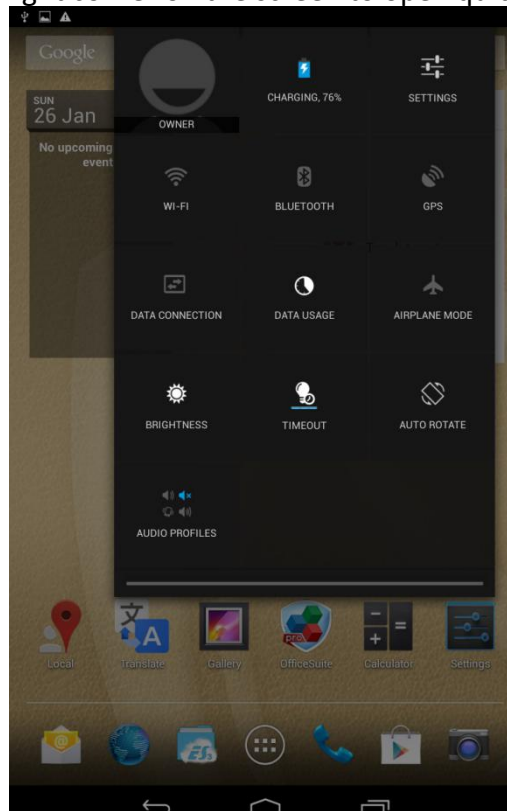 Google
SUN
26 Jan
No upcoming
event
OWNER
CHARGING, 76%
SETTINGS
WI-FI
BLUETOOTH
GPS
DATA CONNECTION
DATA USAGE
AIRPLANE MODE
BRIGHTNESS
TIMEOUT
AUTO ROTATE
AUDIO PROFILES
Local
Translate
Gallery
OfficeSuite
Calculator
Settings